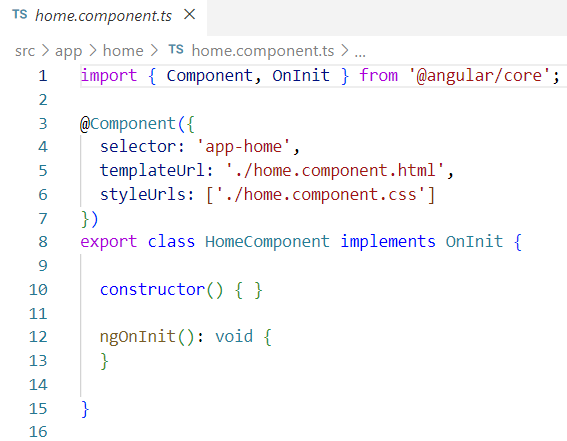 TS home.component.ts ×
src > app > home > TS home.component.ts > ...
1 import { Component, OnInit } from '@angular/core';
2
3 @Component({
4   selector: 'app-home',
5   templateUrl: './home.component.html',
6   styleUrls: ['./home.component.css']
7 })
8 export class HomeComponent implements OnInit {
9
10   constructor() { }
11
12   ngOnInit(): void {
13   }
14
15 }
16